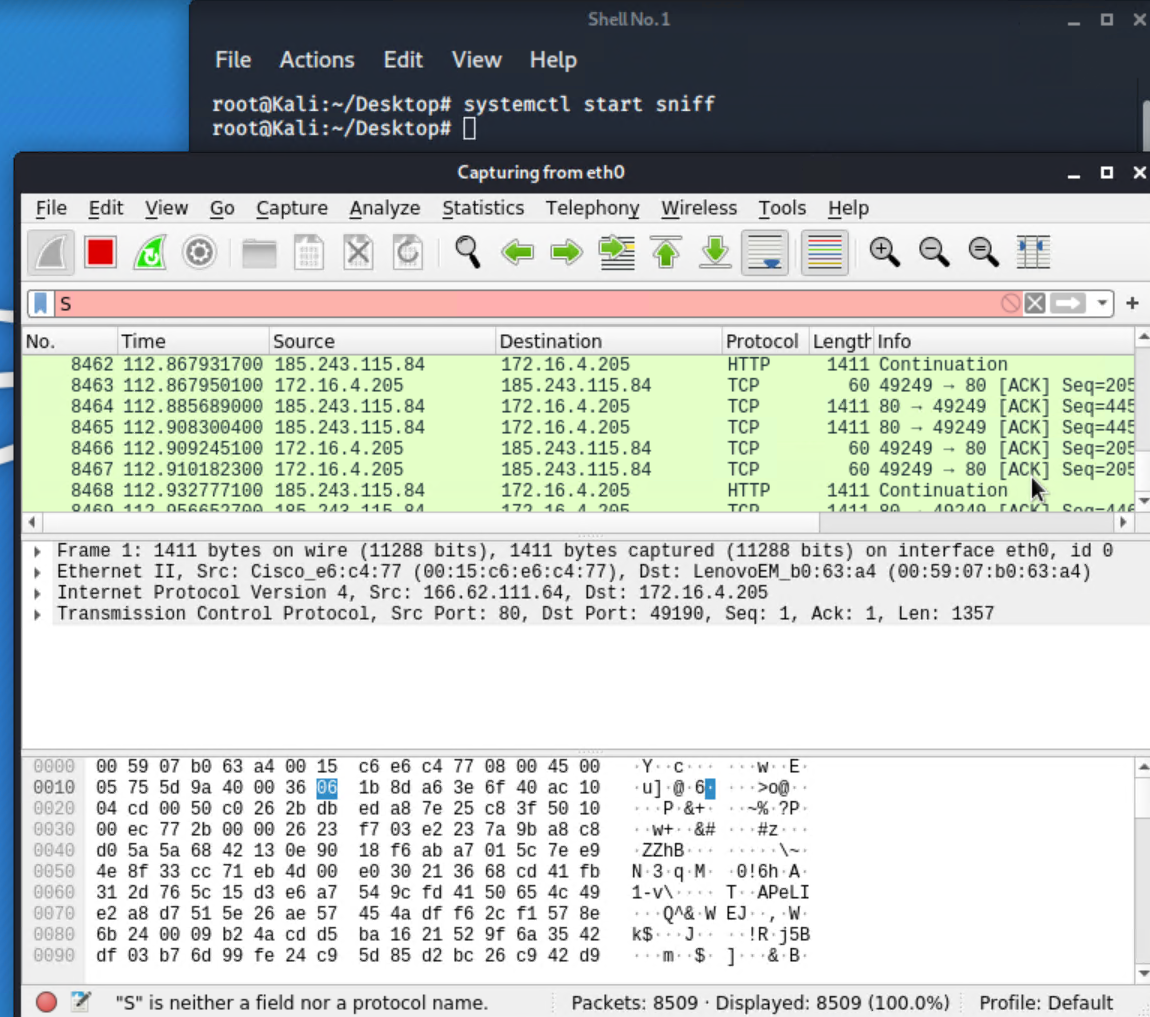 Shell No.1
File Actions Edit View Help
root@Kali:~/Desktop# systemctl start sniff
root@Kali:~/Desktop#
Capturing from eth0
File Edit View Go Capture Analyze Statistics Telephony Wireless Tools Help
S
No. Time Source Destination Protocol Length Info
8462 112.867931700 185.243.115.84 172.16.4.205 HTTP 1411 Continuation
8463 112.867950100 172.16.4.205 185.243.115.84 TCP 60 49249 → 80 [ACK] Seq=205
8464 112.885689000 185.243.115.84 172.16.4.205 TCP 1411 80 → 49249 [ACK] Seq=445
8465 112.908300400 185.243.115.84 172.16.4.205 TCP 1411 80 → 49249 [ACK] Seq=445
8466 112.909245100 172.16.4.205 185.243.115.84 TCP 60 49249 → 80 [ACK] Seq=205
8467 112.910182300 172.16.4.205 185.243.115.84 TCP 60 49249 → 80 [ACK] Seq=205
8468 112.932777100 185.243.115.84 172.16.4.205 HTTP 1411 Continuation
8469 112.956652700 185.243.115.84 172.16.4.205 TCP 1411 80 → 49249 [ACK] Seq=446
Frame 1: 1411 bytes on wire (11288 bits), 1411 bytes captured (11288 bits) on interface eth0, id 0
Ethernet II, Src: Cisco_e6:c4:77 (00:15:c6:e6:c4:77), Dst: LenovoEM_b0:63:a4 (00:59:07:b0:63:a4)
Internet Protocol Version 4, Src: 166.62.111.64, Dst: 172.16.4.205
Transmission Control Protocol, Src Port: 80, Dst Port: 49190, Seq: 1, Ack: 1, Len: 1357
0000 00 59 07 b0 63 a4 00 15 c6 e6 c4 77 08 00 45 00 ·Y··c··· ···w··E·
0010 05 75 5d 9a 40 00 36 06 1b 8d a6 3e 6f 40 ac 10 ·u]·@·6· ···>o@··
0020 04 cd 00 50 c0 26 2b db ed a8 7e 25 c8 3f 50 10 ···P·&+· ··~%·?P·
0030 00 ec 77 2b 00 00 26 23 f7 03 e2 23 7a 9b a8 c8 ··w+··&# ···#z···
0040 d0 5a 5a 68 42 13 0e 90 18 f6 ab a7 01 5c 7e e9 ·ZZhB··· ·····\~·
0050 4e 8f 33 cc 71 eb 4d 00 e0 30 21 36 68 cd 41 fb N·3·q·M· ·0!6h·A·
0060 31 2d 76 5c 15 d3 e6 a7 54 9c fd 41 50 65 4c 49 1-v\···· T··APeLI
0070 e2 a8 d7 51 5e 26 ae 57 45 4a df f6 2c f1 57 8e ···Q^&·W EJ··,·W·
0080 6b 24 00 09 b2 4a cd d5 ba 16 21 52 9f 6a 35 42 k$···J·· ··!R·j5B
0090 df 03 b7 6d 99 fe 24 c9 5d 85 d2 bc 26 c9 42 d9 ···m··$· ]···&·B·
"S" is neither a field nor a protocol name. Packets: 8509 · Displayed: 8509 (100.0%) Profile: Default